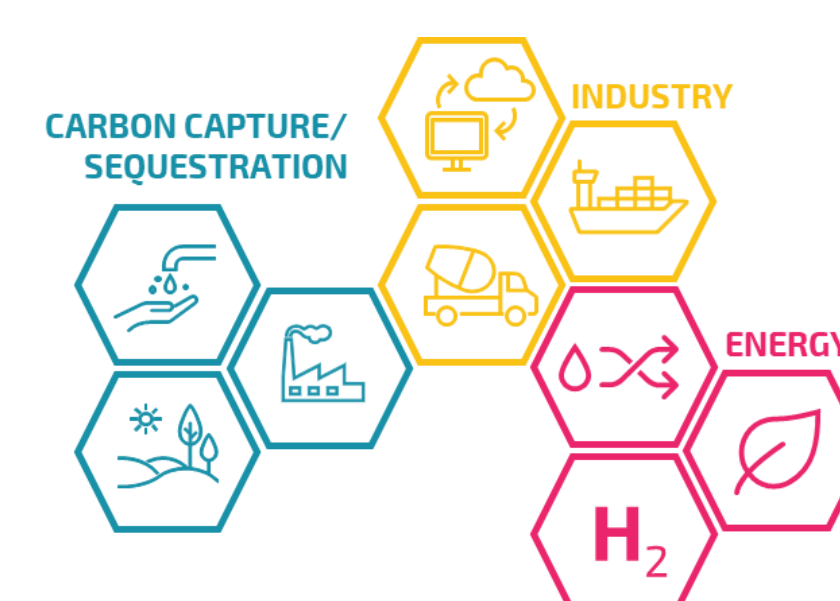 INDUSTRY
CARBON CAPTURE/
SEQUESTRATION
ENERGY
H₂